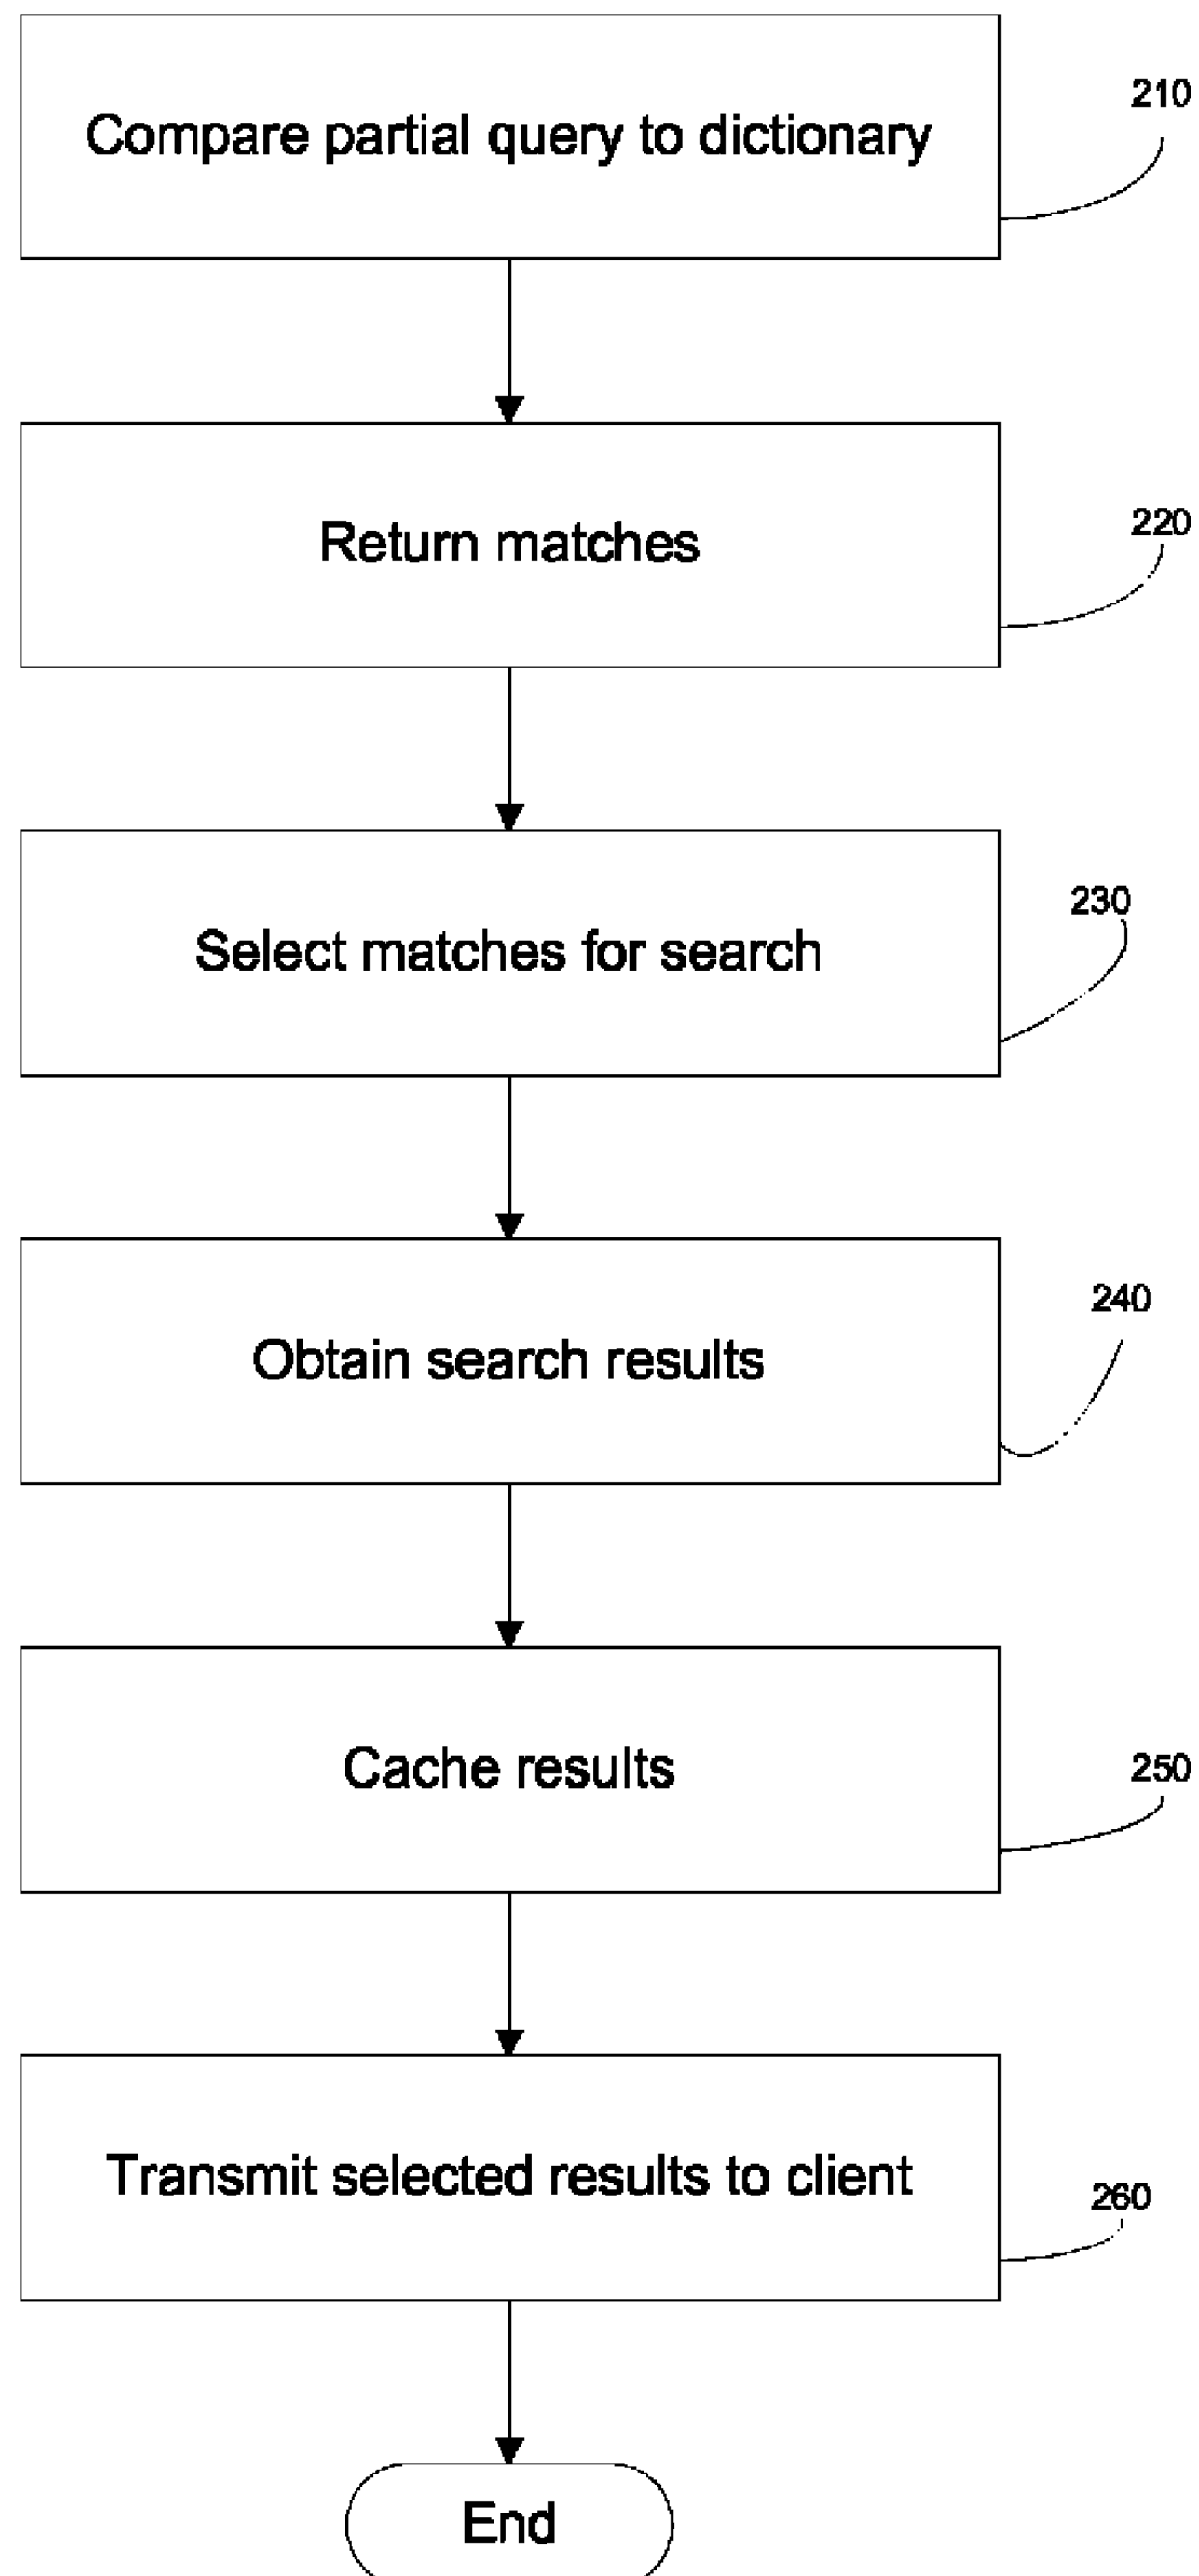 Compare partial query to dictionary
210
Return matches
220
Select matches for search
230
Obtain search results
240
Cache results
250
Transmit selected results to client
260
End